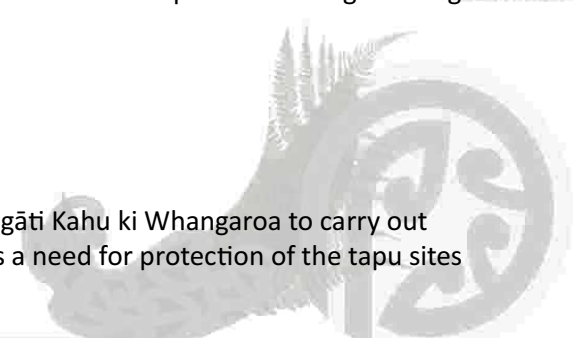 gāti Kahu ki Whangaroa to carry out
s a need for protection of the tapu sites